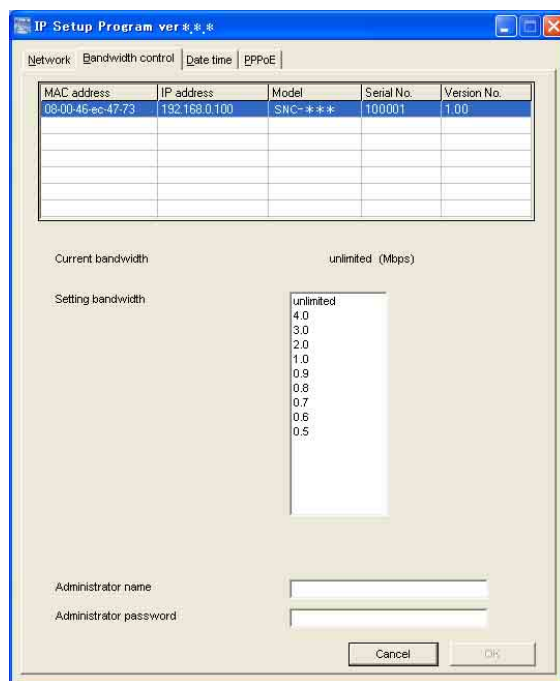 IP Setup Program ver*.*.*
Network Bandwidth control Date time PPPoE
MAC address IP address Model Serial No. Version No.
08-00-46-ec-47-73 192.168.0.100 SNC-*** 100001 1.00
Current bandwidth unlimited (Mbps)
Setting bandwidth
unlimited
4.0
3.0
2.0
1.0
0.9
0.8
0.7
0.6
0.5
Administrator name
Administrator password
Cancel OK